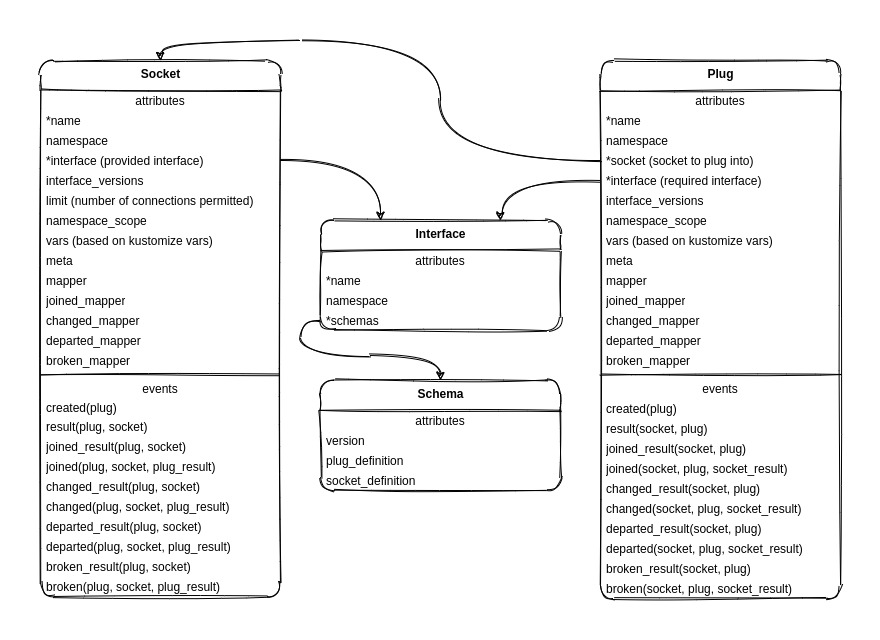 Socket
attributes
*name
namespace
*interface (provided interface)
interface_versions
limit (number of connections permitted)
namespace_scope
vars (based on kustomize vars)
meta
mapper
joined_mapper
changed_mapper
departed_mapper
broken_mapper
events
created(plug)
result(plug, socket)
joined_result(plug, socket)
joined(plug, socket, plug_result)
changed_result(plug, socket)
changed(plug, socket, plug_result)
departed_result(plug, socket)
departed(plug, socket, plug_result)
broken_result(plug, socket)
broken(plug, socket, plug_result)
Interface
attributes
*name
namespace
*schemas
Schema
attributes
version
plug_definition
socket_definition
Plug
attributes
*name
namespace
*socket (socket to plug into)
*interface (required interface)
interface_versions
namespace_scope
vars (based on kustomize vars)
meta
mapper
joined_mapper
changed_mapper
departed_mapper
broken_mapper
events
created(plug)
result(socket, plug)
joined_result(socket, plug)
joined(socket, plug, socket_result)
changed_result(socket, plug)
changed(socket, plug, socket_result)
departed_result(socket, plug)
departed(socket, plug, socket_result)
broken_result(socket, plug)
broken(socket, plug, socket_result)